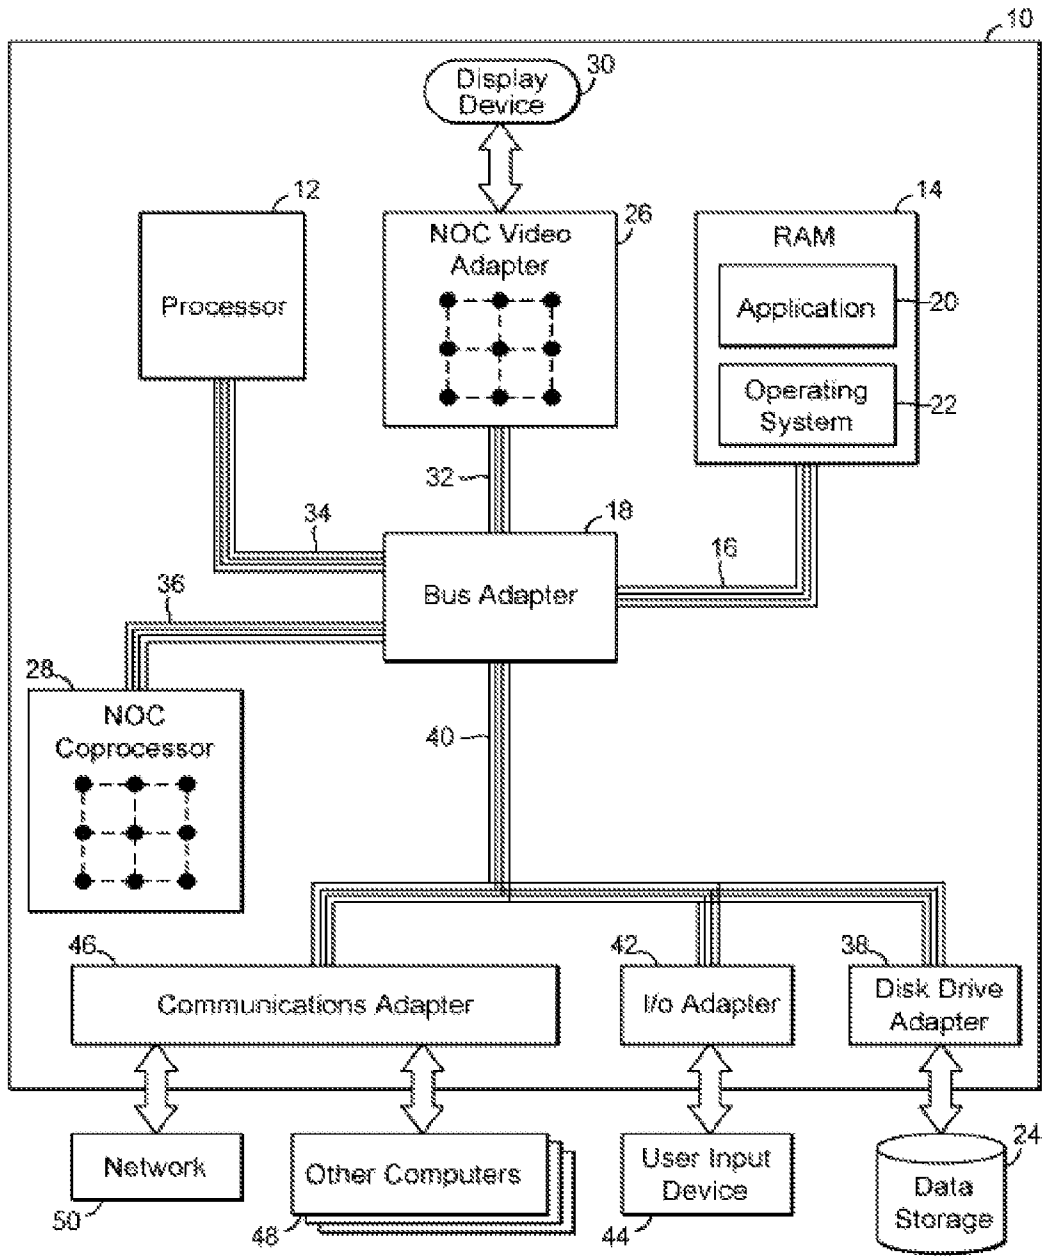 10
Display
Device
30
12
Processor
NOC Video
Adapter
26
14
RAM
Application
20
Operating
System
22
32
34
18
Bus Adapter
16
36
28
NOC
Coprocessor
40
46
Communications Adapter
42
I/o Adapter
38
Disk Drive
Adapter
Network
50
Other Computers
48
User Input
Device
44
24
Data
Storage